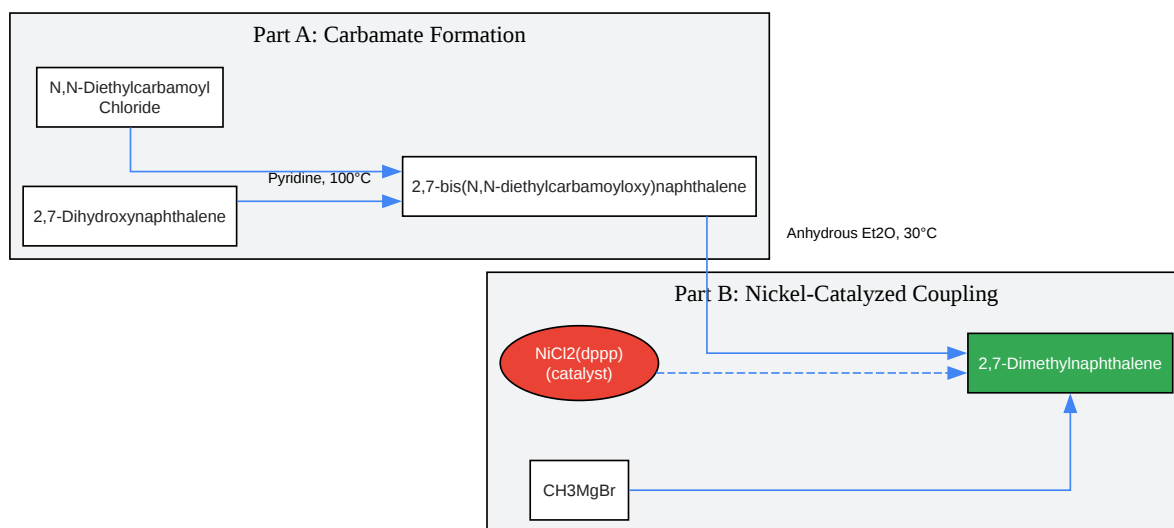 Part A: Carbamate Formation
N,N-Diethylcarbamoyl
Chloride
Pyridine, 100°C
2,7-bis(N,N-diethylcarbamoyloxy)naphthalene
2,7-Dihydroxynaphthalene
Anhydrous Et2O, 30°C
Part B: Nickel-Catalyzed Coupling
NiCl2(dppp)
(catalyst)
2,7-Dimethylnaphthalene
CH3MgBr